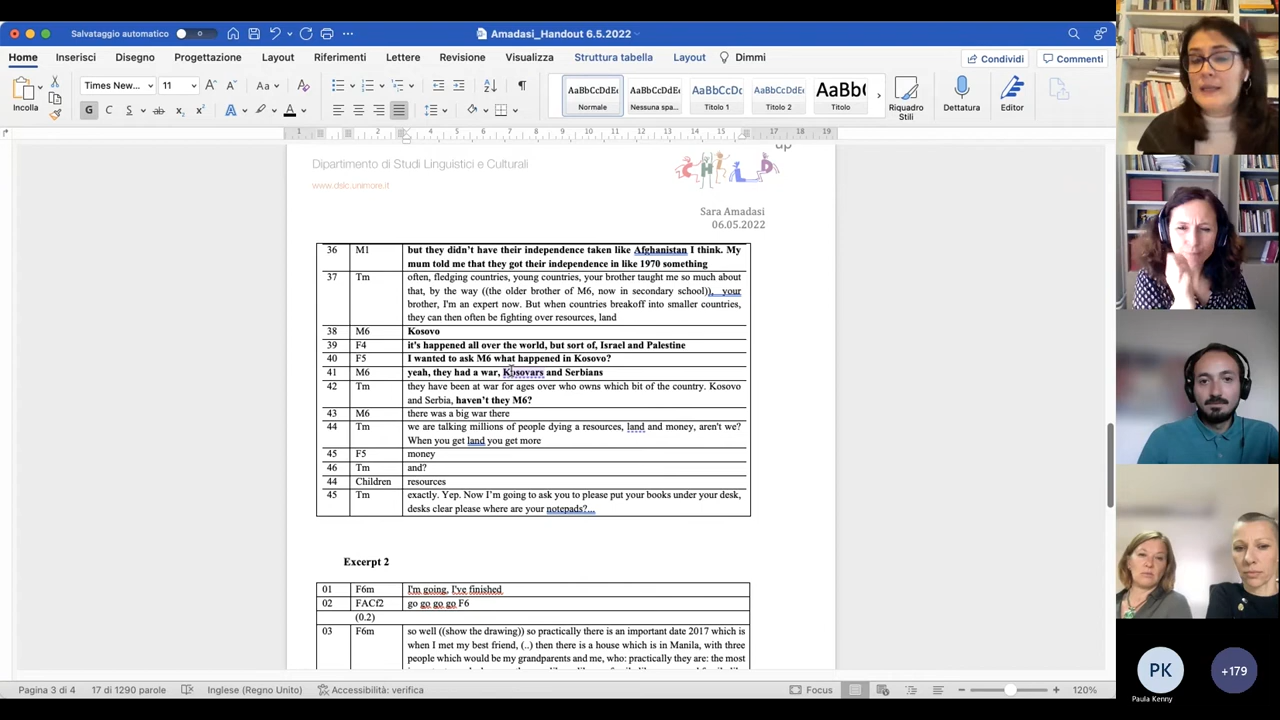 Salvataggio automatico
Amadasi_Handout 6.5.2022
Home Inserisci Disegno Progettazione Layout Riferimenti Lettere Revisione Visualizza Struttura tabella Layout Dimmi
Condividi Commenti
Incolla
Times New... 11
Normale
Nessuna spa...
Titolo 1
Titolo 2
Titolo
Riquadro
Stili
Dettatura
Editor
Dipartimento di Studi Linguistici e Culturali
www.dslc.unimore.it
Sara Amadasi
06.05.2022
36 M1 but they didn't have their independence taken like Afghanistan I think. My
mum told me that they got their independence in like 1970 something
37 Tm often, fledging countries, young countries, your brother taught me so much about
that, by the way ((the older brother of M6, now in secondary school)), your
brother, I'm an expert now. But when countries breakoff into smaller countries,
they can then often be fighting over resources, land
38 M6 Kosovo
39 F4 it's happened all over the world, but sort of, Israel and Palestine
40 F5 I wanted to ask M6 what happened in Kosovo?
41 M6 yeah, they had a war, Kosovars and Serbians
42 Tm they have been at war for ages over who owns which bit of the country. Kosovo
and Serbia, haven't they M6?
43 M6 there was a big war there
44 Tm we are talking millions of people dying a resources, land and money, aren't we?
When you get land you get more
45 F5 money
46 Tm and?
44 Children resources
45 Tm exactly. Yep. Now I'm going to ask you to please put your books under your desk,
desks clear please where are your notepads?...
Excerpt 2
01 F6m I'm going, I've finished
02 FACf2 go go go go F6
(0.2)
03 F6m so well ((show the drawing)) so practically there is an important date 2017 which is
when I met my best friend, (..) then there is a house which is in Manila, with three
people which would be my grandparents and me, who: practically they are: the most
Pagina 3 di 4 17 di 1290 parole Inglese (Regno Unito) Accessibilità: verifica
Focus
120%
PK
Paula Kenny
+179